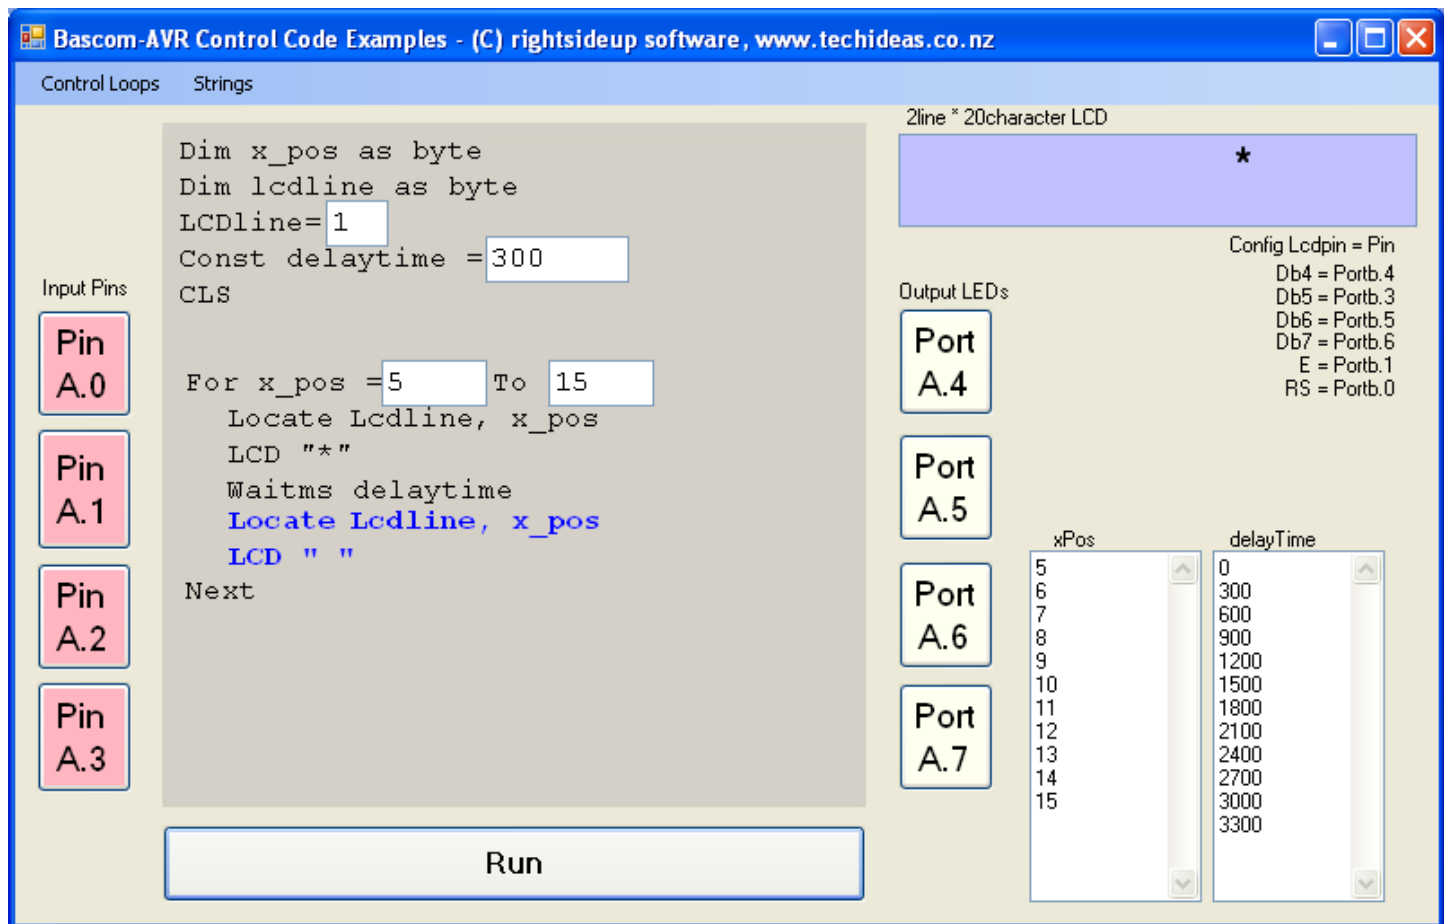 Bascom-AVR Control Code Examples - (C) rightsideup software, www.techideas.co.nz
Control Loops Strings
Dim x_pos as byte
Dim lcdline as byte
LCDline= 1
Const delaytime = 300
CLS
For x_pos = 5 To 15
Locate Lcdline, x_pos
LCD "*"
Waitms delaytime
Locate Lcdline, x_pos
LCD " "
Next
Input Pins
Pin
A.0
Pin
A.1
Pin
A.2
Pin
A.3
Run
2line * 20character LCD
*
Config Lcdpin = Pin
Db4 = Portb.4
Db5 = Portb.3
Db6 = Portb.5
Db7 = Portb.6
E = Portb.1
RS = Portb.0
Output LEDs
Port
A.4
Port
A.5
Port
A.6
Port
A.7
xPos
5
6
7
8
9
10
11
12
13
14
15
delayTime
0
300
600
900
1200
1500
1800
2100
2400
2700
3000
3300